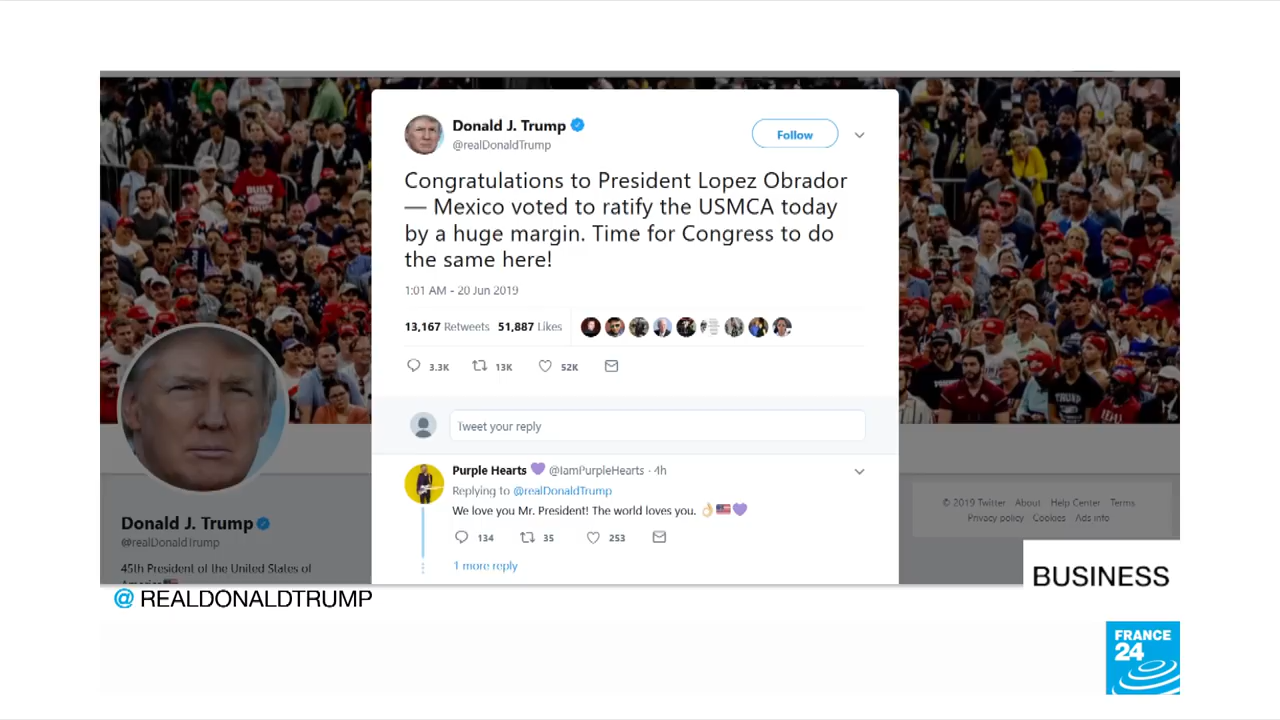 Donald J. Trump
@realDonaldTrump
Follow
Congratulations to President Lopez Obrador
— Mexico voted to ratify the USMCA today
by a huge margin. Time for Congress to do
the same here!
1:01 AM - 20 Jun 2019
13,167 Retweets 51,887 Likes
3.3K 13K 52K
Tweet your reply
Purple Hearts 💜 @IamPurpleHearts · 4h
Replying to @realDonaldTrump
We love you Mr. President! The world loves you. 👌🏼🇺🇸💜
134 35 253
1 more reply
BUILT
TRUMP
Donald J. Trump
@realDonaldTrump
45th President of the United States of
America🇺🇸
© 2019 Twitter About Help Center Terms
Privacy policy Cookies Ads info
BUSINESS
@ REALDONALDTRUMP
FRANCE
24